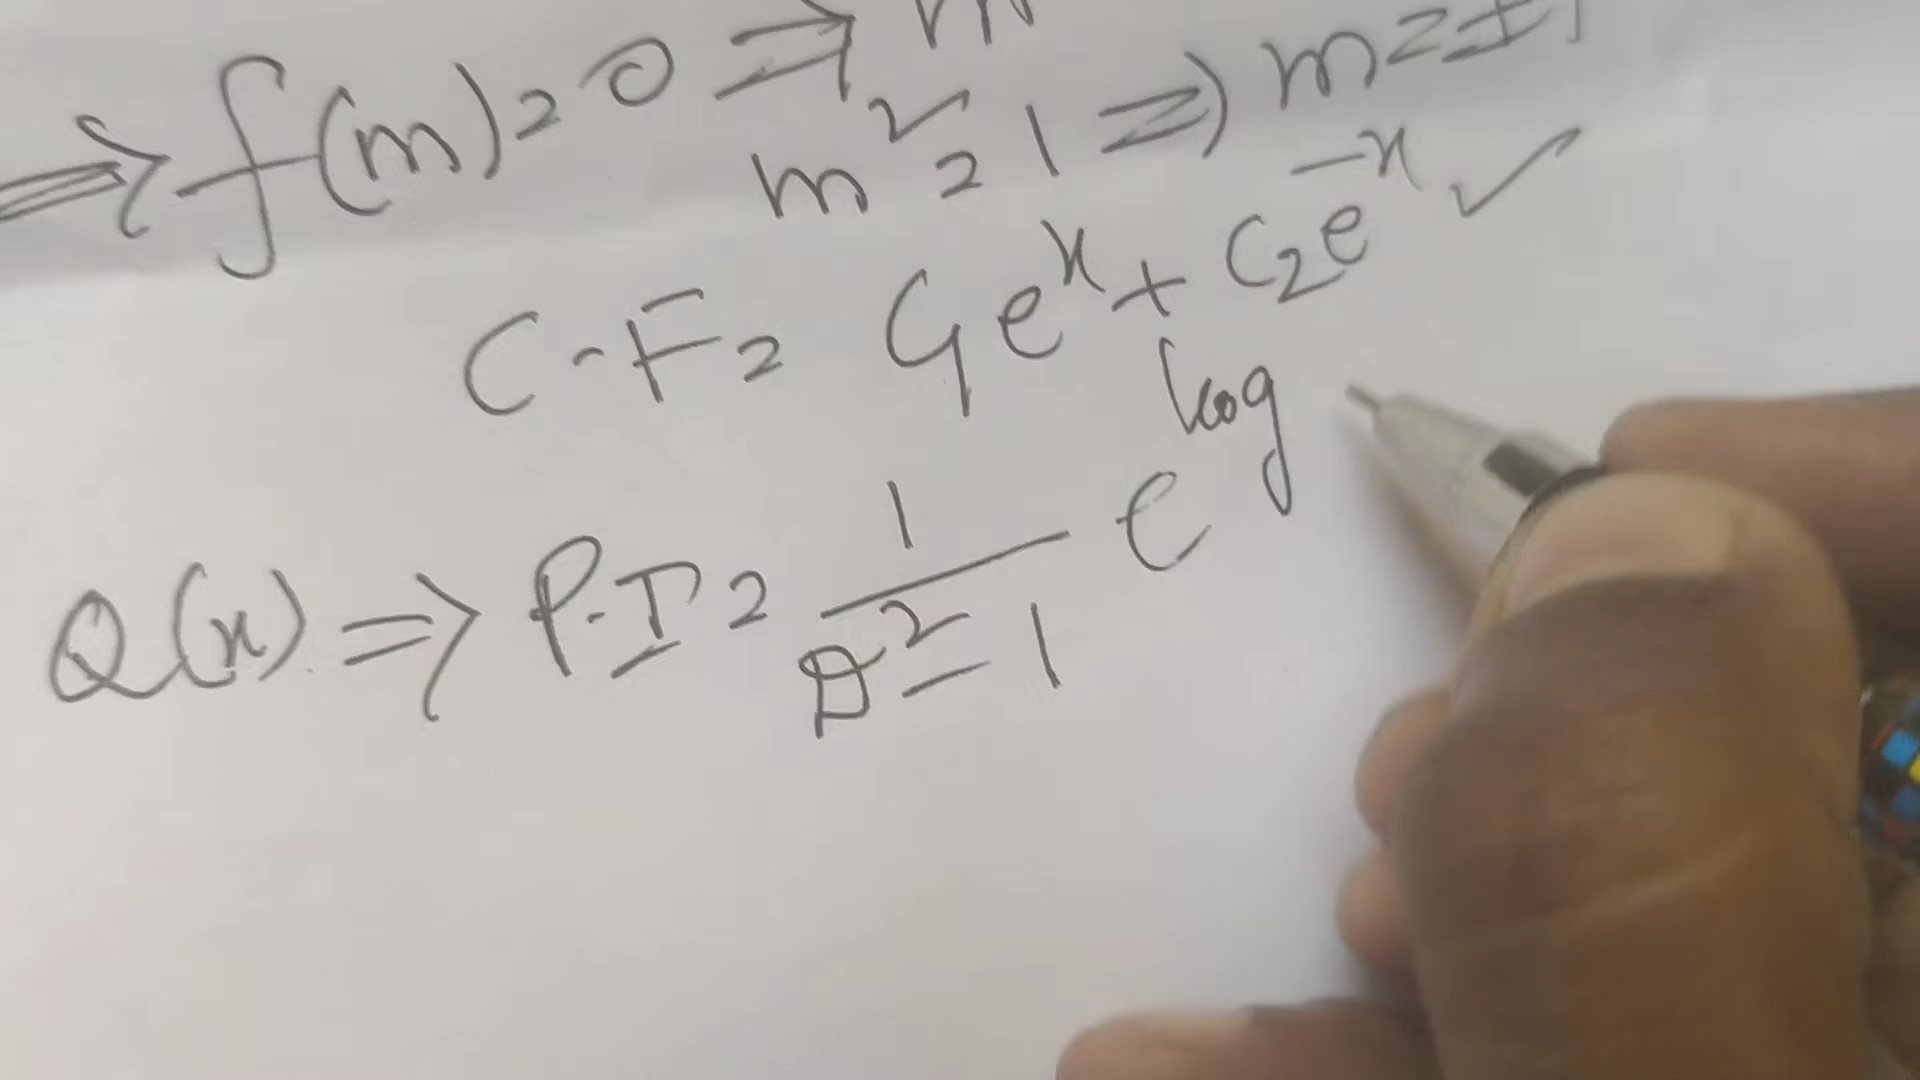 ⇒ f(m) = 0 ⇒ m
m² = 1 ⇒ m = ±1
C.F = C₁eˣ + C₂e⁻ˣ ✓
Q(x) ⇒ P.I = 1/(D² - 1) e^log